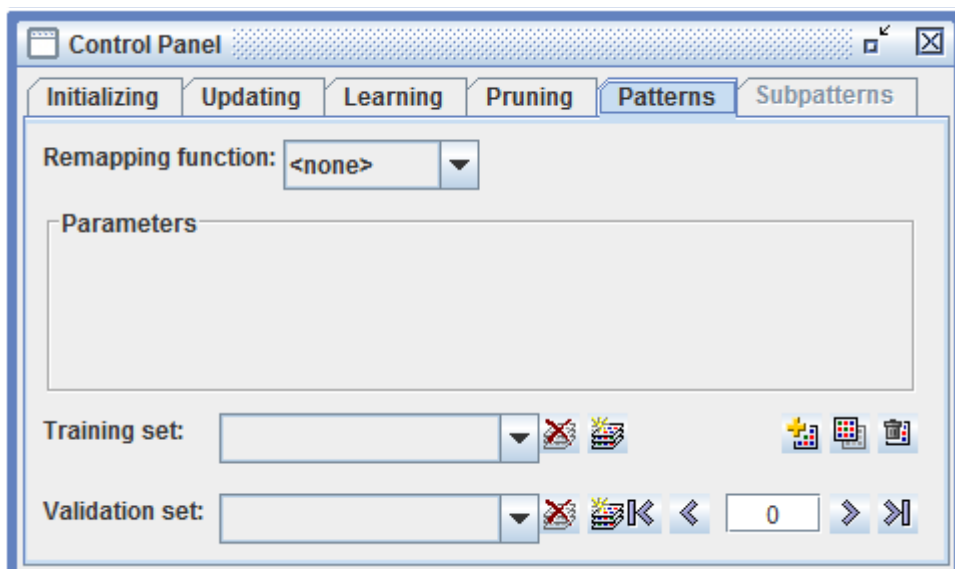 Control Panel
Initializing Updating Learning Pruning Patterns Subpatterns
Remapping function: <none>
Parameters
Training set:
Validation set: 0